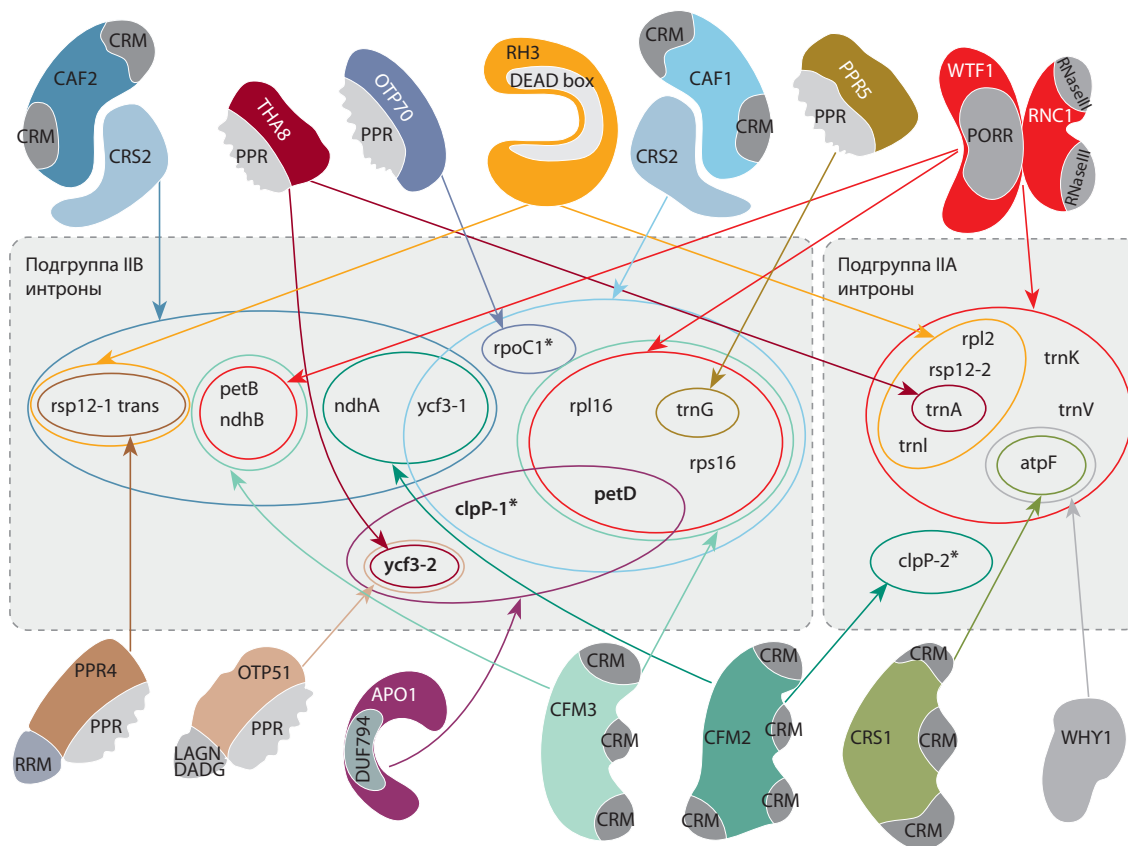 CRM
CAF2
CRM
CRS2
THA8
PPR
OTP70
PPR
RH3
DEAD box
CRM
CAF1
CRM
CRS2
PPR5
PPR
WTF1
PORR
RNC1
RNaseIII
RNaseIII
Подгруппа IIB
интроны
Подгруппа IIA
интроны
rpoC1*
rsp12-1 trans
petB
ndhB
ndhA
ycf3-1
rpl16
trnG
rps16
petD
clpP-1*
ycf3-2
rpl2
rsp12-2
trnA
trnI
trnK
trnV
atpF
clpP-2*
PPR4
PPR
RRM
OTP51
PPR
LAGN
DADG
APO1
DUF794
CRM
CFM3
CRM
CRM
CRM
CFM2
CRM
CRM
CRM
CRM
CRS1
CRM
CRM
WHY1